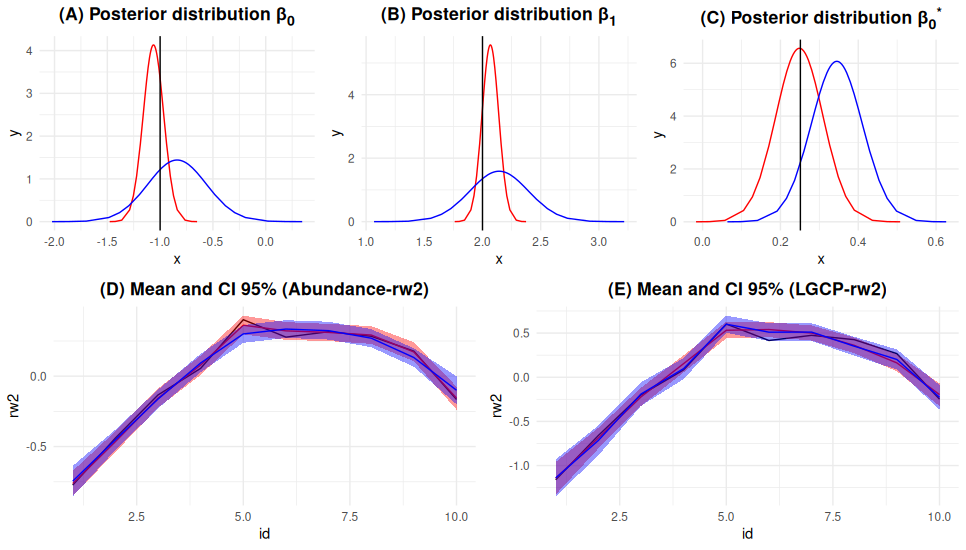 (A) Posterior distribution β₀
(B) Posterior distribution β₁
(C) Posterior distribution β₀*
y
4
3
2
1
0
-2.0 -1.5 -1.0 -0.5 0.0
x
y
4
2
0
1.0 1.5 2.0 2.5 3.0
x
y
6
4
2
0
0.0 0.2 0.4 0.6
x
(D) Mean and CI 95% (Abundance-rw2)
rw2
0.0
-0.5
2.5 5.0 7.5 10.0
id
(E) Mean and CI 95% (LGCP-rw2)
rw2
0.5
0.0
-0.5
-1.0
2.5 5.0 7.5 10.0
id